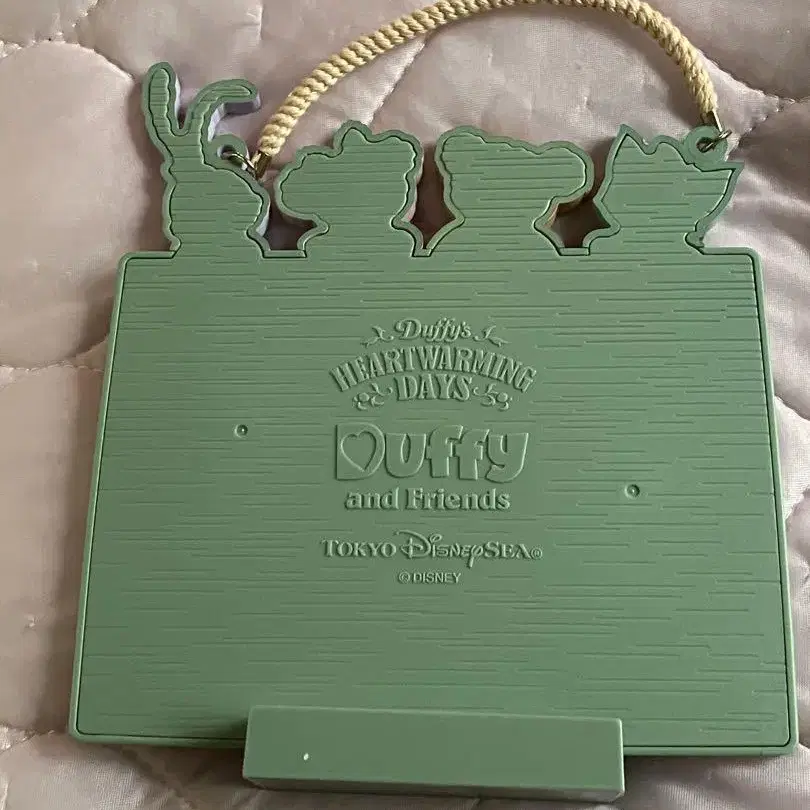 Duffy's
HEARTWARMING
DAYS
Duffy
and Friends
TOKYO DISNEYSEA®
© DISNEY